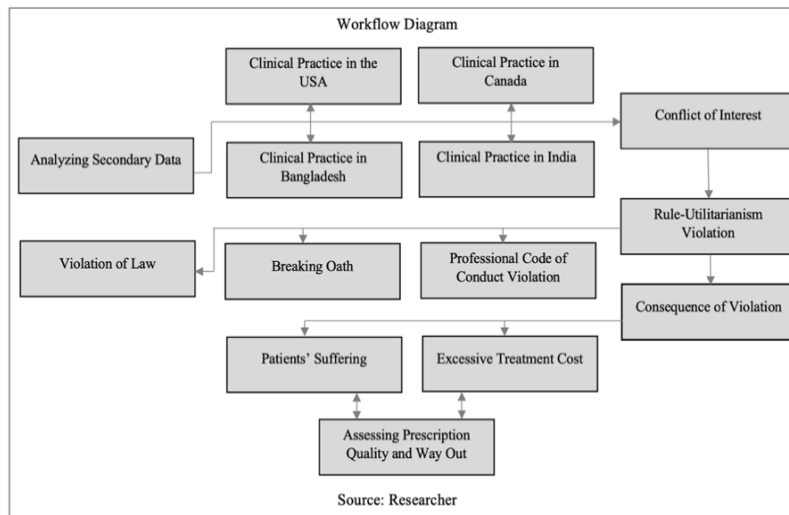 Workflow Diagram
Clinical Practice in the
USA
Clinical Practice in
Canada
Conflict of Interest
Analyzing Secondary Data
Clinical Practice in
Bangladesh
Clinical Practice in India
Rule-Utilitarianism
Violation
Violation of Law
Breaking Oath
Professional Code of
Conduct Violation
Consequence of Violation
Patients’ Suffering
Excessive Treatment Cost
Assessing Prescription
Quality and Way Out
Source: Researcher